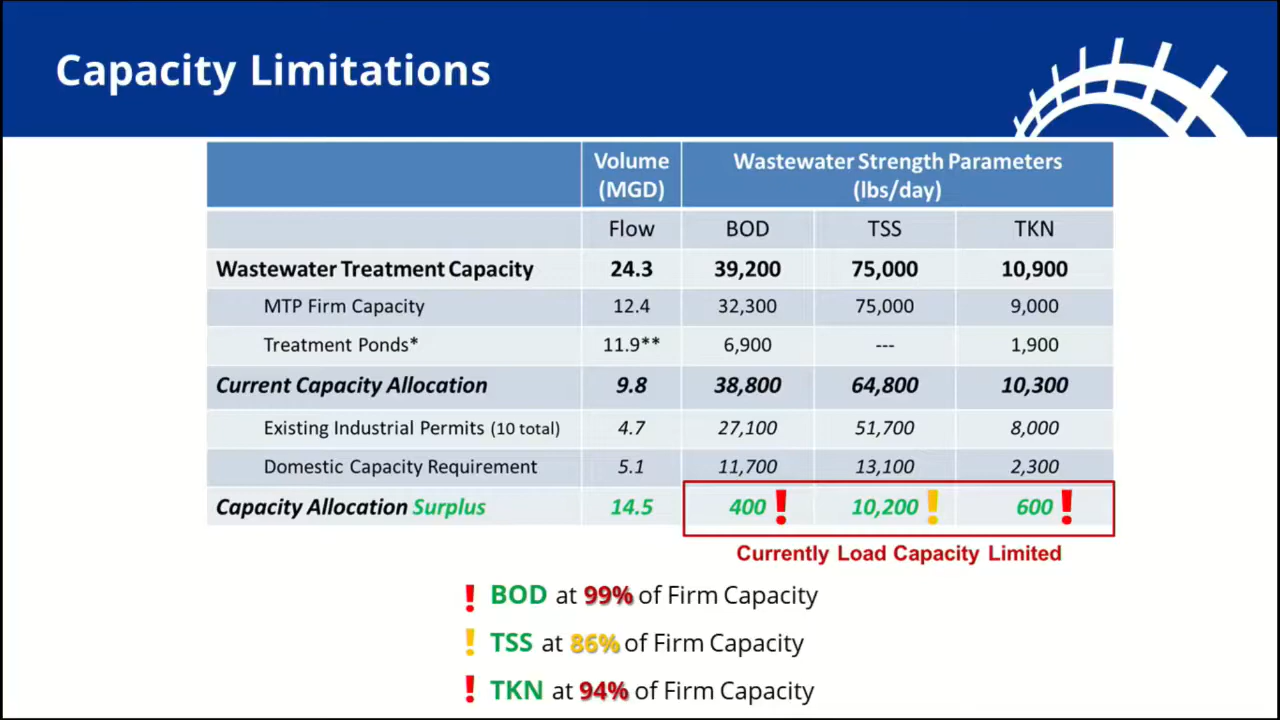 Capacity Limitations
Volume (MGD) Wastewater Strength Parameters (lbs/day)
Flow BOD TSS TKN
Wastewater Treatment Capacity 24.3 39,200 75,000 10,900
MTP Firm Capacity 12.4 32,300 75,000 9,000
Treatment Ponds* 11.9** 6,900 --- 1,900
Current Capacity Allocation 9.8 38,800 64,800 10,300
Existing Industrial Permits (10 total) 4.7 27,100 51,700 8,000
Domestic Capacity Requirement 5.1 11,700 13,100 2,300
Capacity Allocation Surplus 14.5 400 ! 10,200 ! 600 !
Currently Load Capacity Limited
! BOD at 99% of Firm Capacity
! TSS at 86% of Firm Capacity
! TKN at 94% of Firm Capacity